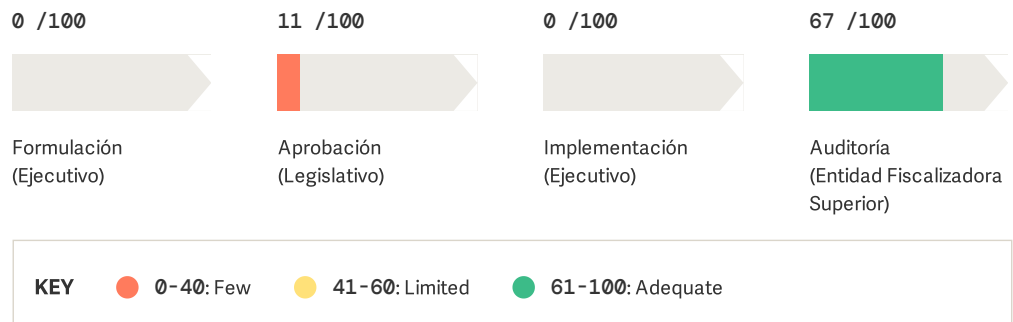 0 /100
11 /100
0 /100
67 /100
Formulación
(Ejecutivo)
Aprobación
(Legislativo)
Implementación
(Ejecutivo)
Auditoría
(Entidad Fiscalizadora
Superior)
KEY 0-40: Few 41-60: Limited 61-100: Adequate